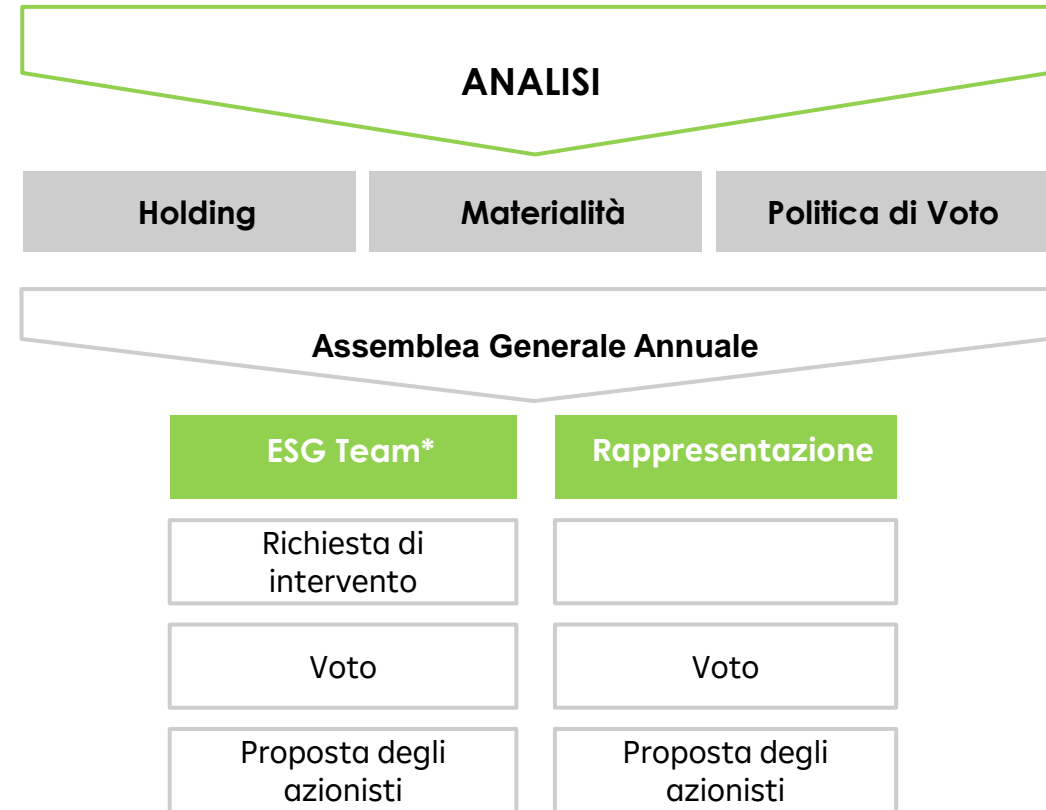 ANALISI
Holding
Materialità
Politica di Voto
Assemblea Generale Annuale
ESG Team*
Rappresentazione
Richiesta di
intervento
Voto
Voto
Proposta degli
azionisti
Proposta degli
azionisti